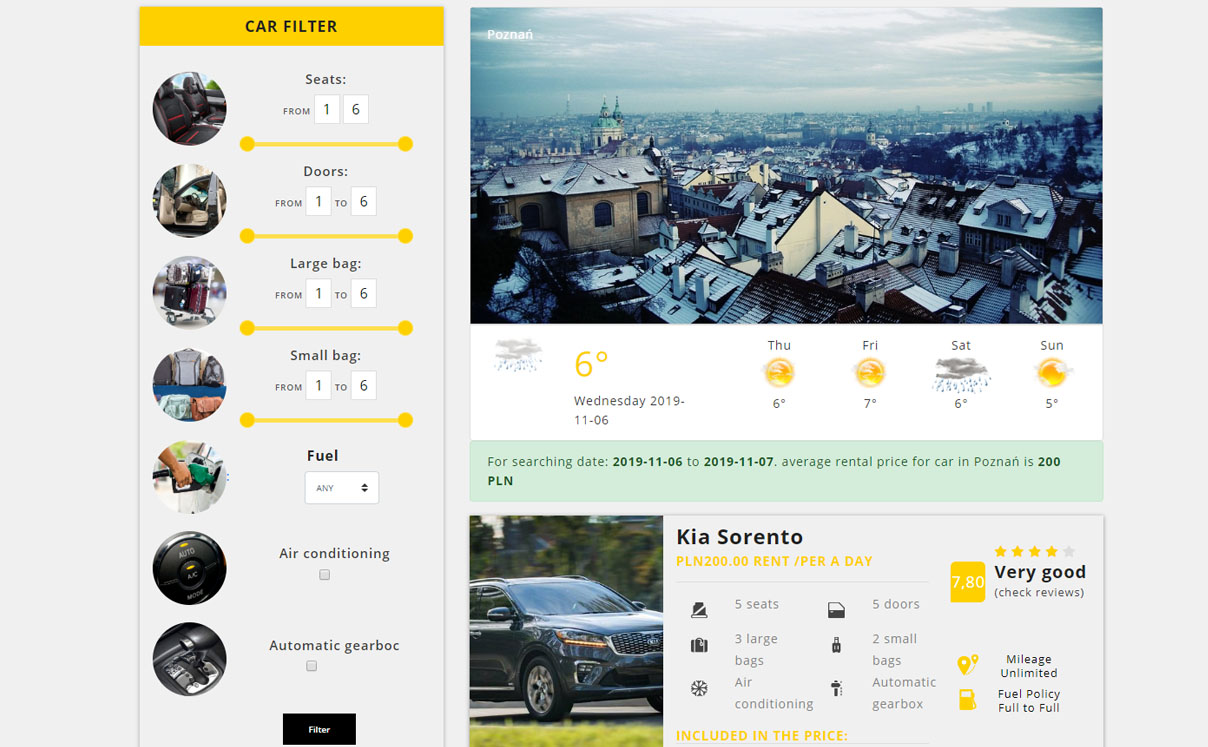 CAR FILTER
Seats:
FROM 1 6
Doors:
FROM 1 TO 6
Large bag:
FROM 1 TO 6
Small bag:
FROM 1 TO 6
Fuel
:
ANY
AUTO
A/C
MODE
Air conditioning
Automatic gearboc
Filter
Poznań
6°
Wednesday 2019-
11-06
Thu Fri Sat Sun
6° 7° 6° 5°
For searching date: 2019-11-06 to 2019-11-07. average rental price for car in Poznań is 200
PLN
Kia Sorento
PLN200.00 RENT /PER A DAY
7,80
Very good
(check reviews)
5 seats
5 doors
3 large
bags
2 small
bags
Air
conditioning
Automatic
gearbox
Mileage
Unlimited
Fuel Policy
Full to Full
INCLUDED IN THE PRICE: